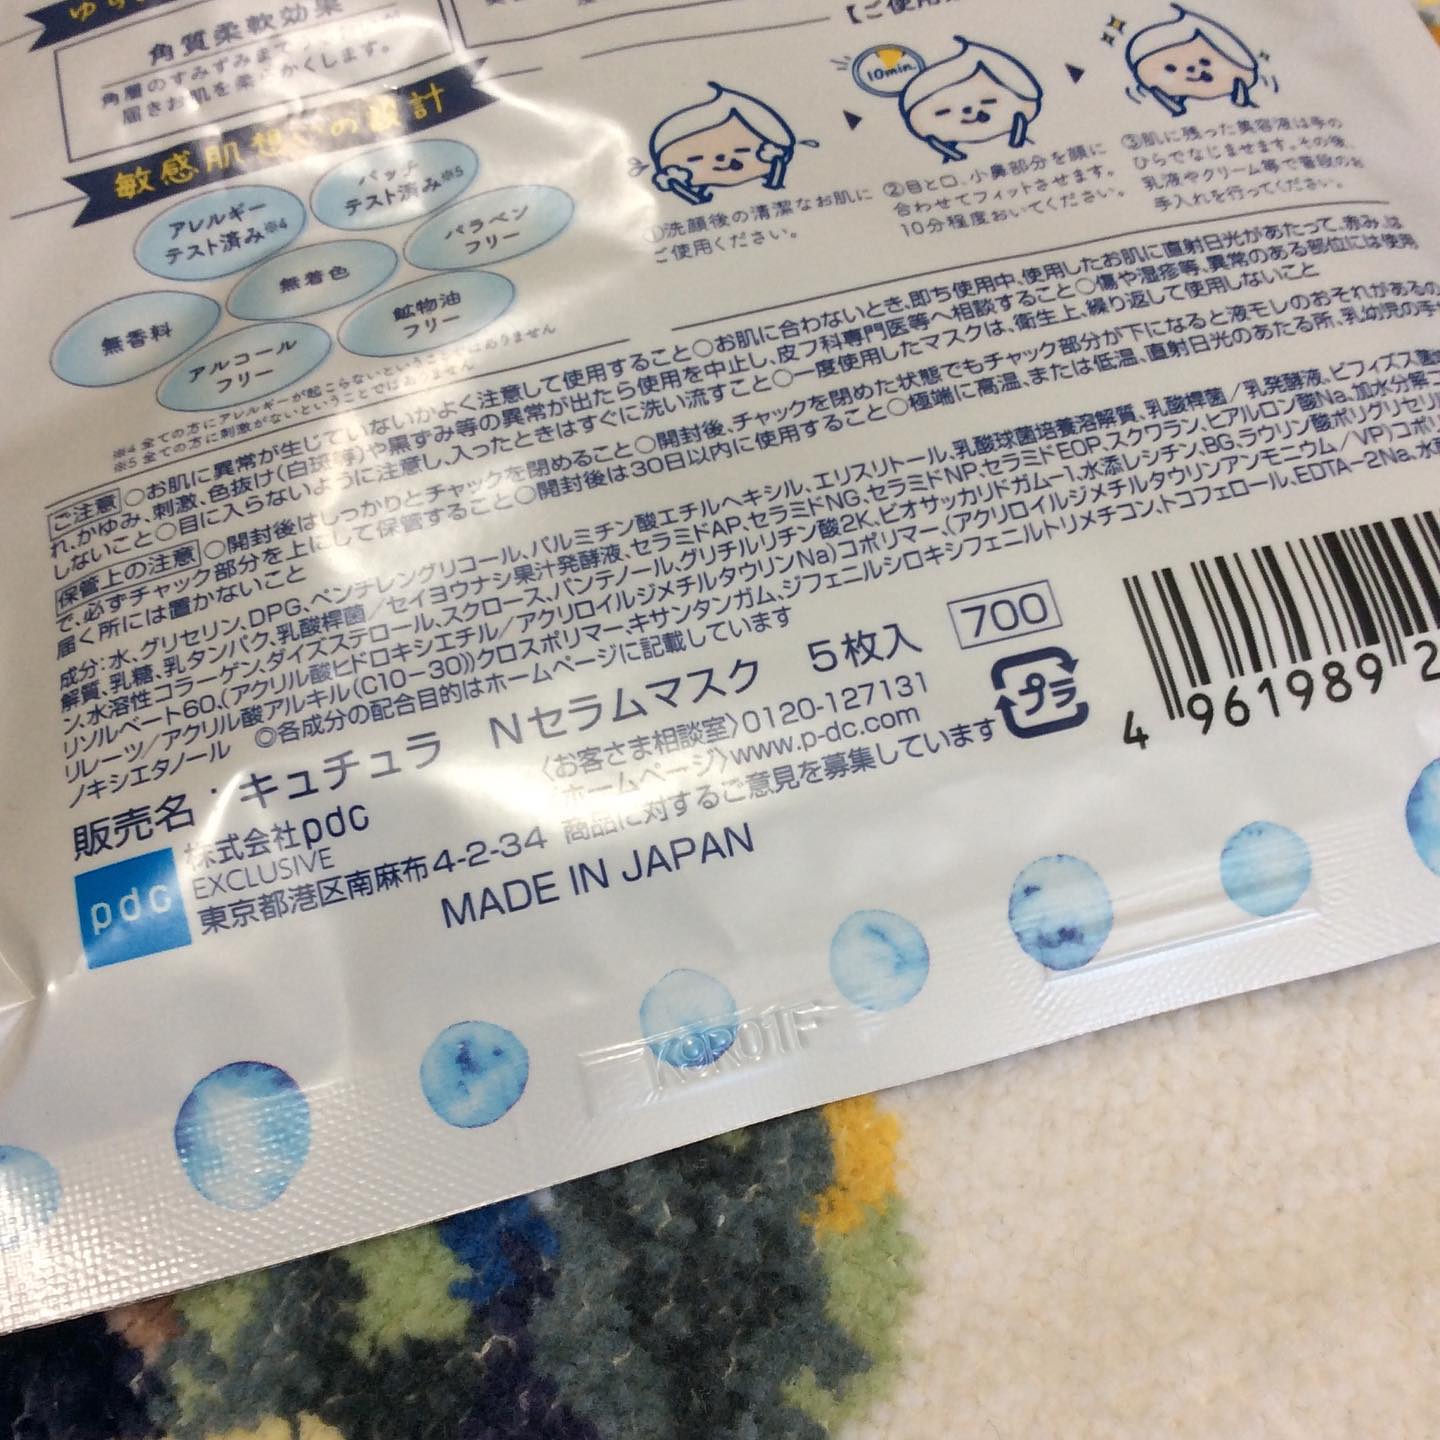 角質柔軟効果
角層のすみずみまで
届きお肌を柔らかくします。
敏感肌想いの設計
アレルギー
テスト済み※4
パッチ
テスト済み※5
無着色
パラベン
フリー
無香料
アルコール
フリー
鉱物油
フリー
※4 全ての方にアレルギーが起こらないということではありません
※5 全ての方に刺激がないということではありません
【ご使用
10min.
①洗顔後の清潔なお肌に
ご使用ください。
②目と口、小鼻部分を顔に
合わせてフィットさせます。
10分程度おいてください。
③肌に残った美容液は手の
ひらでなじませます。その後、
乳液やクリーム等で普段のお
手入れを行ってください。
ご注意 ○お肌に異常が生じていないかよく注意して使用すること○お肌に合わないとき、即ち使用中、使用したお肌に直射日光があたって、赤み、は
れ、かゆみ、刺激、色抜け(白斑等)や黒ずみ等の異常が出たら使用を中止し、皮フ科専門医等へ相談すること○傷や湿疹等、異常のある部位には使用
しないこと○目に入らないように注意し、入ったときはすぐに洗い流すこと○一度使用したマスクは、衛生上、繰り返して使用しないこと
保管上の注意 ○開封後はしっかりとチャックを閉めること○開封後、チャックを閉めた状態でもチャック部分が下になると液モレのおそれがあるの
で、必ずチャック部分を上にして保管すること○開封後は30日以内に使用すること○極端に高温、または低温、直射日光のあたる所、乳幼児の手
届く所には置かないこと
成分:水、グリセリン、DPG、ペンチレングリコール、パルミチン酸エチルヘキシル、エリスリトール、乳酸球菌培養溶解質、乳酸桿菌/乳発酵液、ビフィズス菌
解質、乳糖、乳タンパク、乳酸桿菌/セイヨウナシ果汁発酵液、セラミドAP、セラミドNG、セラミドNP、セラミドEOP、スクワラン、ヒアルロン酸Na、加水分解コ
ン、水溶性コラーゲン、ダイズステロール、スクロース、パンテノール、グリチルリチン酸2K、ビオサッカリドガム-1、水添レシチン、BG、ラウリン酸ポリグリセリル
リソルベート60、(アクリル酸ヒドロキシエチル/アクリロイルジメチルタウリンNa)コポリマー、(アクリロイルジメチルタウリンアンモニウム/VP)コポリ
リレーツ/アクリル酸アルキル(C10-30))クロスポリマー、キサンタンガム、ジフェニルシロキシフェニルトリメチコン、トコフェロール、EDTA-2Na、水
ノキシエタノール ◎各成分の配合目的はホームページに記載しています
販売名・キュチュラ Nセラムマスク 5枚入 700
プラ
4 961989 2
pdc
株式会社pdc
EXCLUSIVE
東京都港区南麻布4-2-34
〈お客さま相談室〉0120-127131
〈ホームページ〉www.p-dc.com
商品に対するご意見を募集しています
MADE IN JAPAN